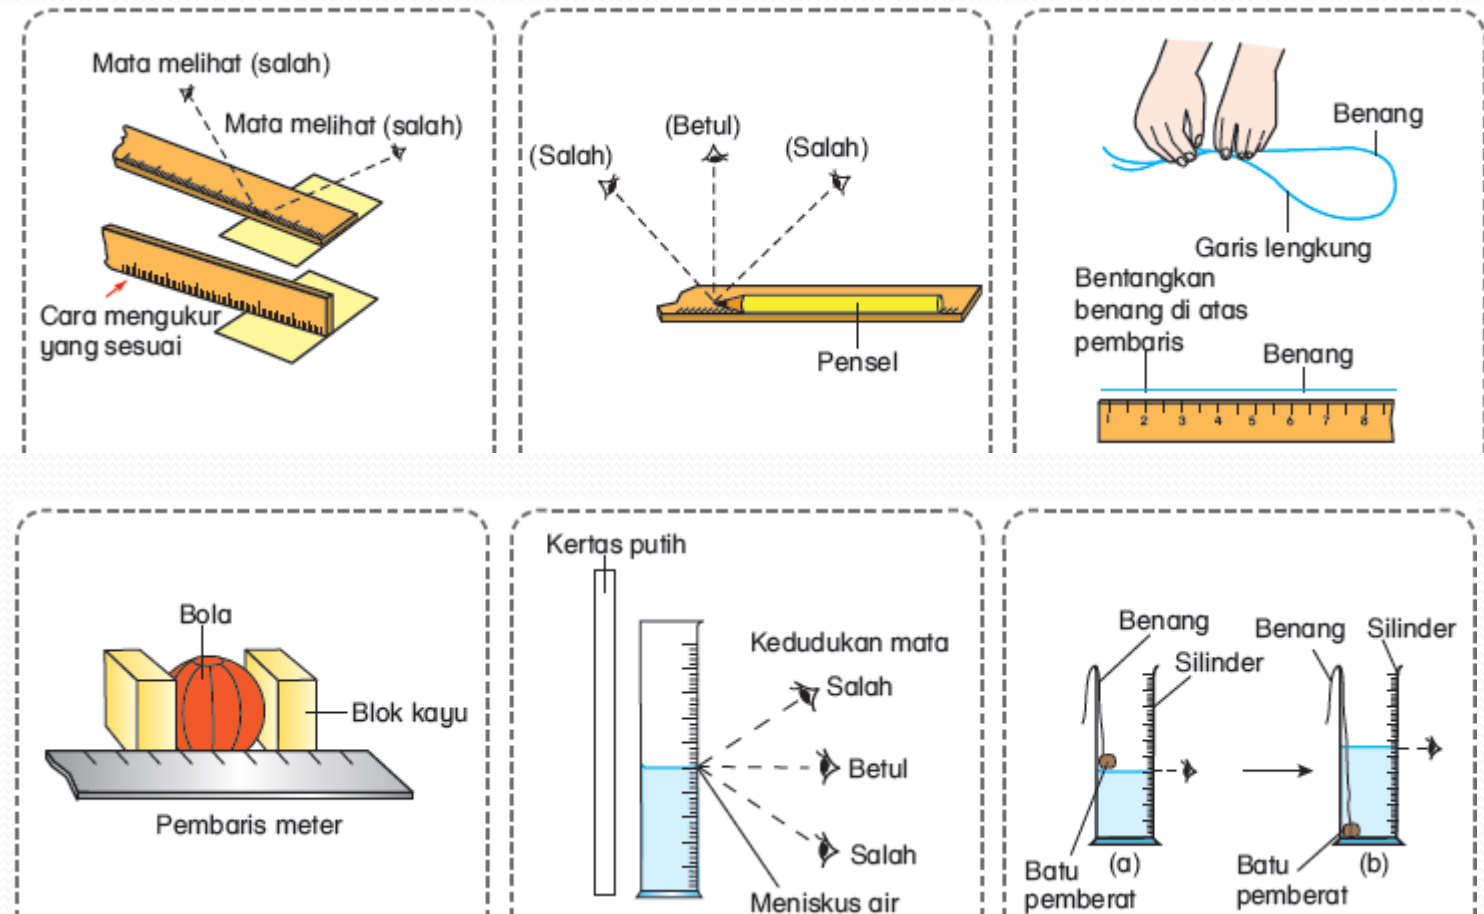 Mata melihat (salah)
Mata melihat (salah)
Cara mengukur
yang sesuai
(Salah)
(Betul)
(Salah)
Pensel
Benang
Garis lengkung
Bentangkan
benang di atas
pembaris
Benang
1 2 3 4 5 6 7 8
Bola
Blok kayu
Pembaris meter
Kertas putih
Kedudukan mata
Salah
Betul
Salah
Meniskus air
Benang
Silinder
Batu
pemberat
(a)
Benang
Silinder
Batu
pemberat
(b)